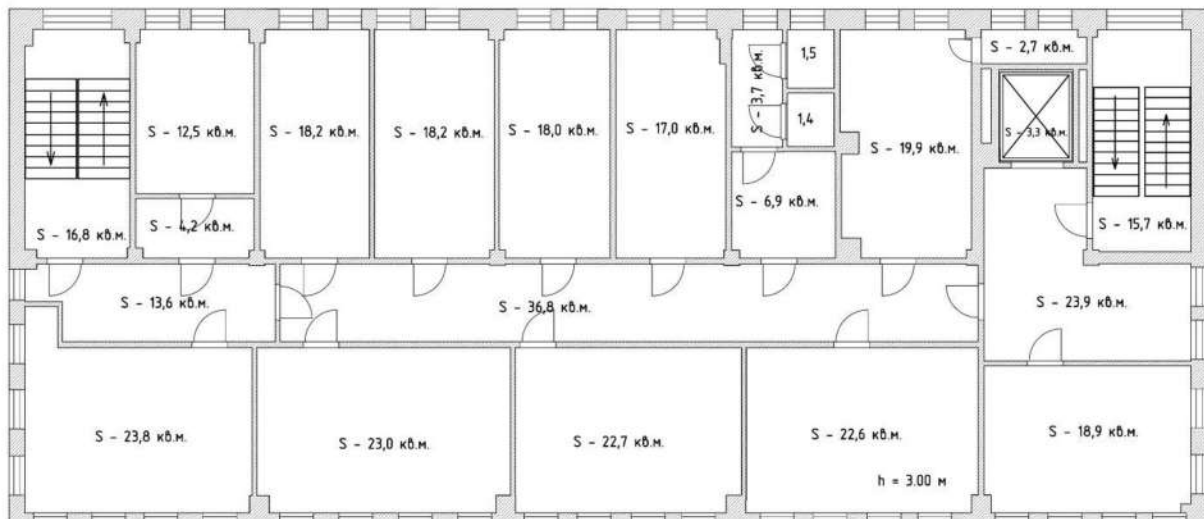 S - 2,7 кв.м.
1,5
S - 3,7 кв.м.
S - 12,5 кв.м.
S - 18,2 кв.м.
S - 18,2 кв.м.
S - 18,0 кв.м.
S - 17,0 кв.м.
1,4
S - 3,3 кв.м.
S - 19,9 кв.м.
S - 6,9 кв.м.
S - 16,8 кв.м.
S - 4,2 кв.м.
S - 15,7 кв.м.
S - 13,6 кв.м.
S - 36,8 кв.м.
S - 23,9 кв.м.
S - 23,8 кв.м.
S - 23,0 кв.м.
S - 22,7 кв.м.
S - 22,6 кв.м.
S - 18,9 кв.м.
h = 3.00 м